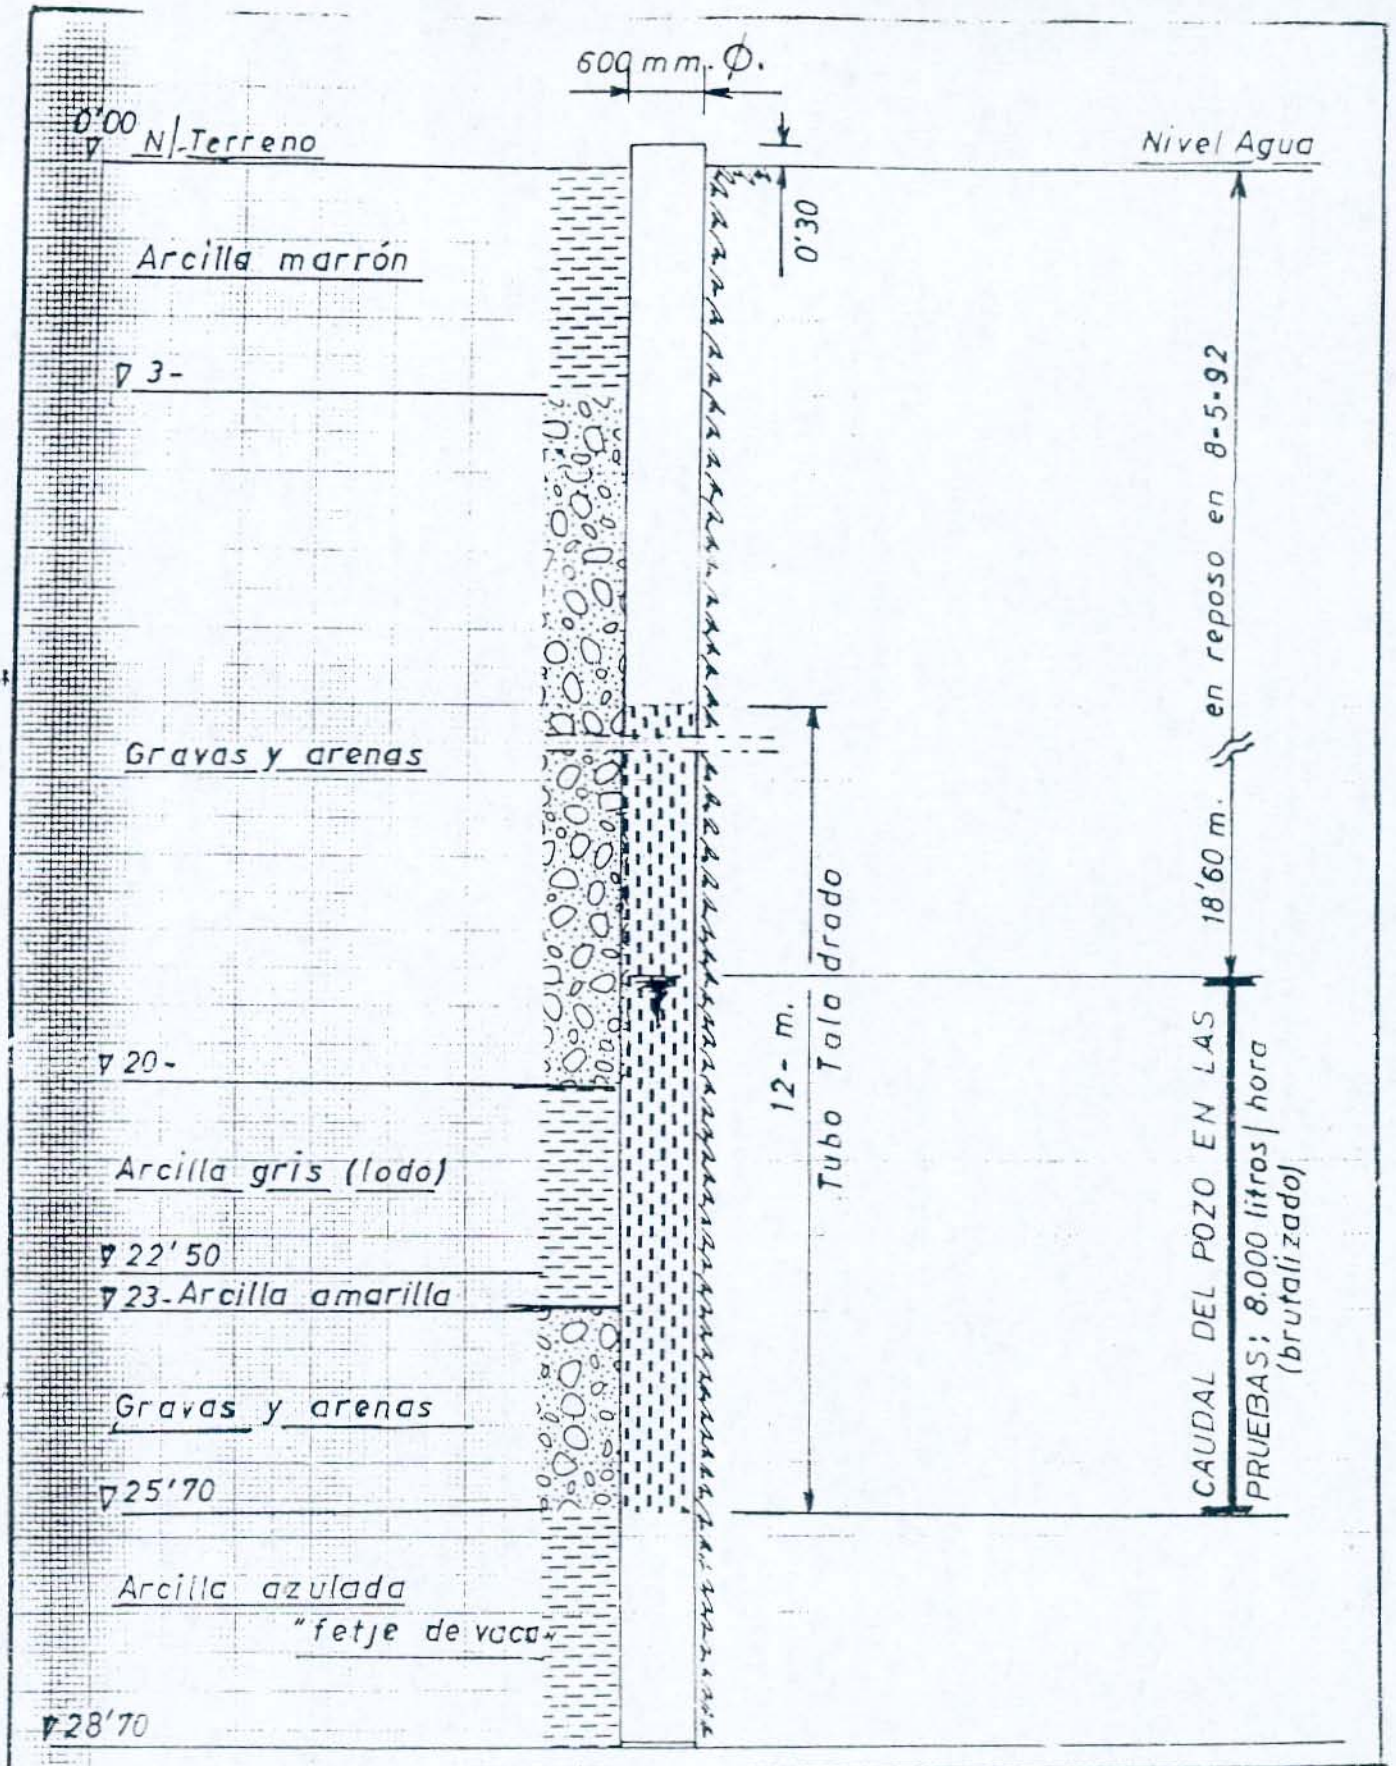 600 mm. Ø.
0'00 N/-Terreno
Nivel Agua
0'30
Arcilla marrón
3-
18'60 m. en reposo en 8-5-92
Gravas y arenas
12- m.
Tubo Taladrado
20-
CAUDAL DEL POZO EN LAS
PRUEBAS: 8.000 litros / hora
(brutalizado)
Arcilla gris (lodo)
22'50
23- Arcilla amarilla
Gravas y arenas
25'70
Arcilla azulada
"fetje de vaca"
28'70